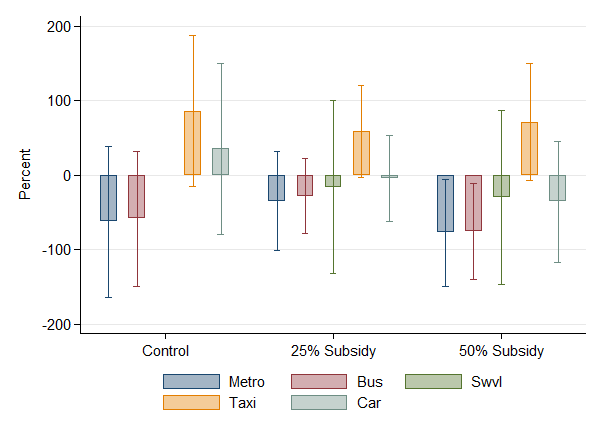 200
100
0
-100
-200
Percent
Control 25% Subsidy 50% Subsidy
Metro Bus Swvl
Taxi Car